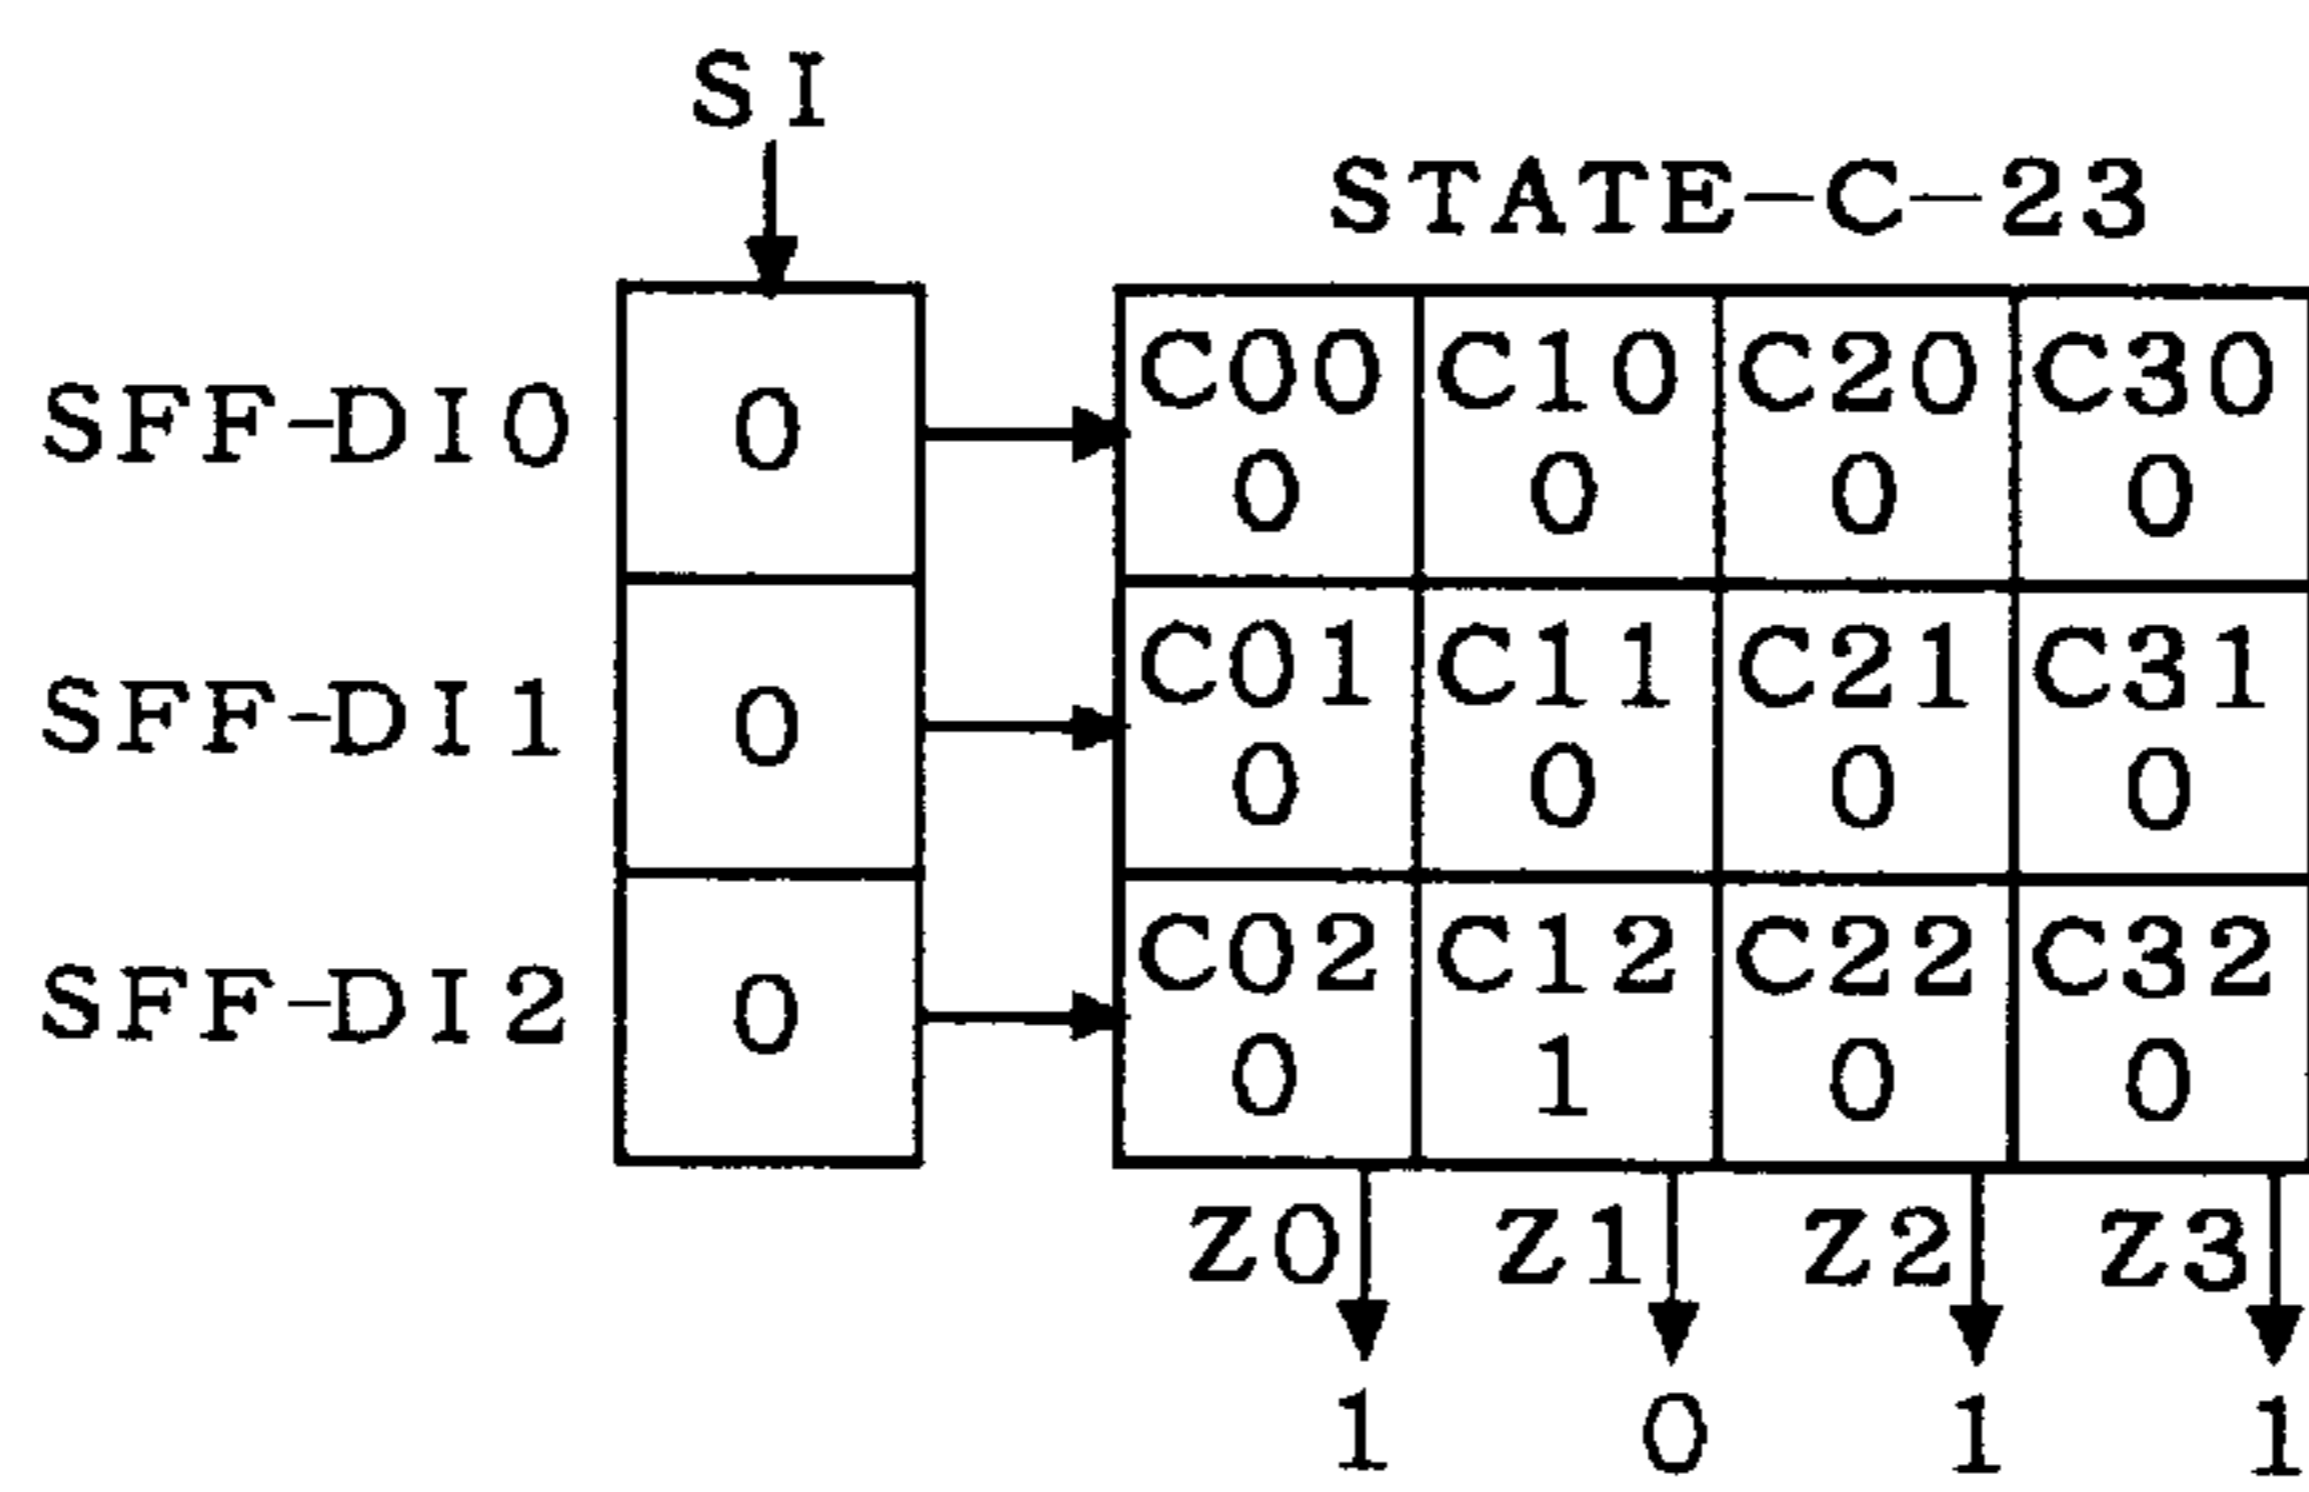 SI
STATE-C-23
SFF-DI0 0 C00 C10 C20 C30
0 0 0 0
SFF-DI1 0 C01 C11 C21 C31
0 0 0 0
SFF-DI2 0 C02 C12 C22 C32
0 1 0 0
Z0 Z1 Z2 Z3
1 0 1 1